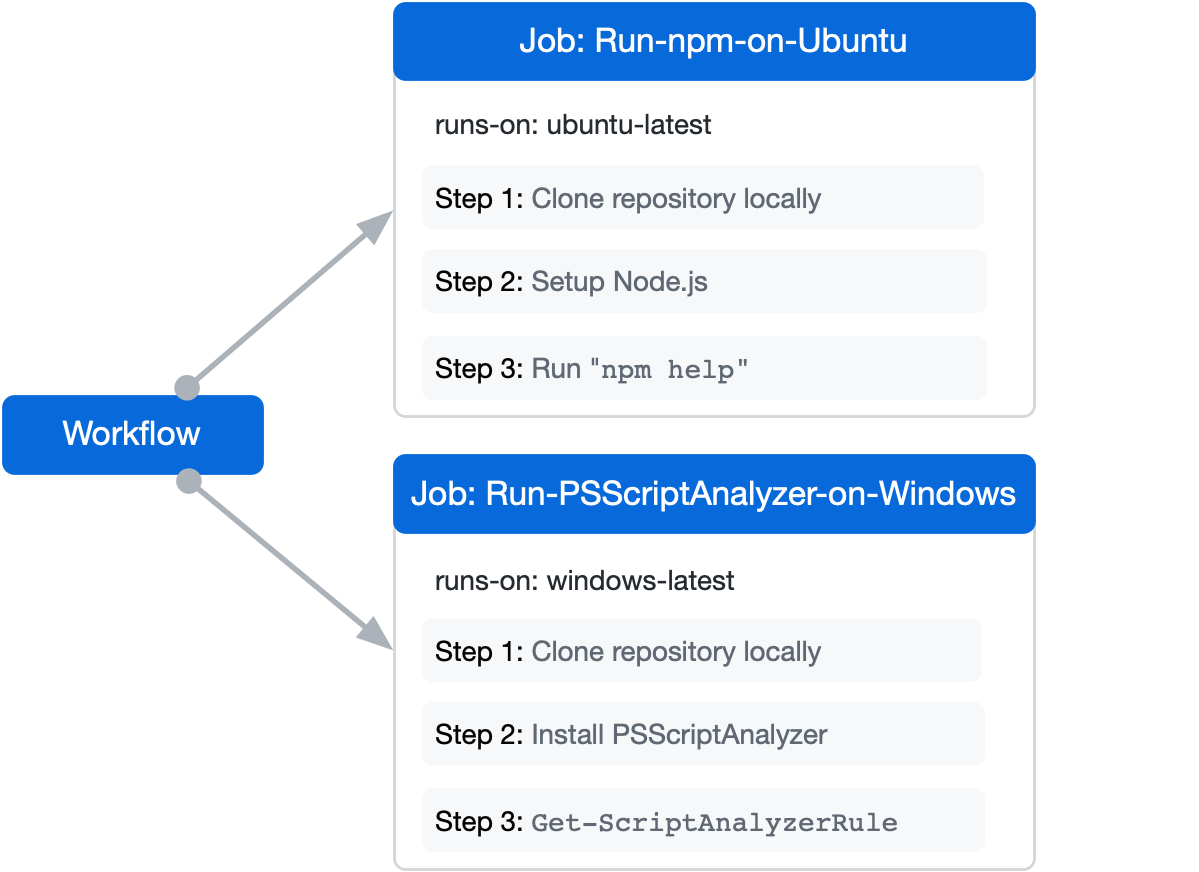 Job: Run-npm-on-Ubuntu
runs-on: ubuntu-latest
Step 1: Clone repository locally
Step 2: Setup Node.js
Step 3: Run "npm help"
Workflow
Job: Run-PSScriptAnalyzer-on-Windows
runs-on: windows-latest
Step 1: Clone repository locally
Step 2: Install PSScriptAnalyzer
Step 3: Get-ScriptAnalyzerRule